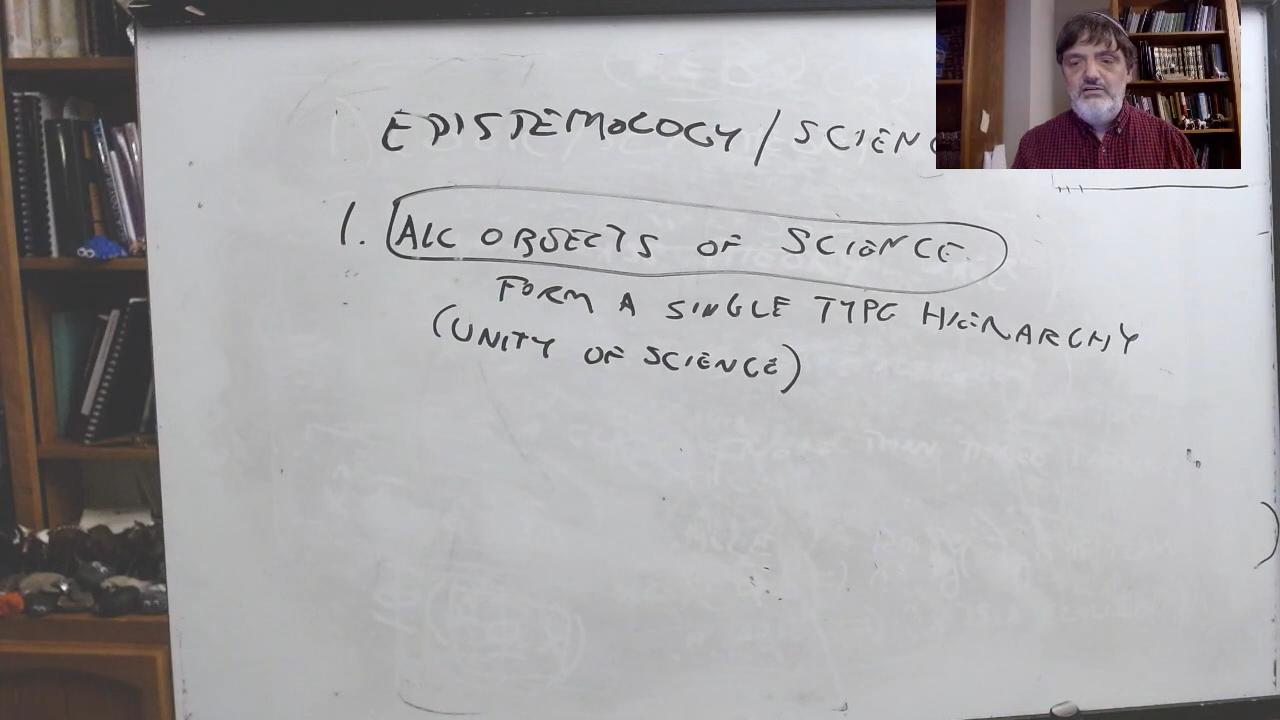 EPISTEMOLOGY / SCIENC
1. ALL OBJECTS OF SCIENCE
FORM A SINGLE TYPE HIERARCHY
(UNITY OF SCIENCE)